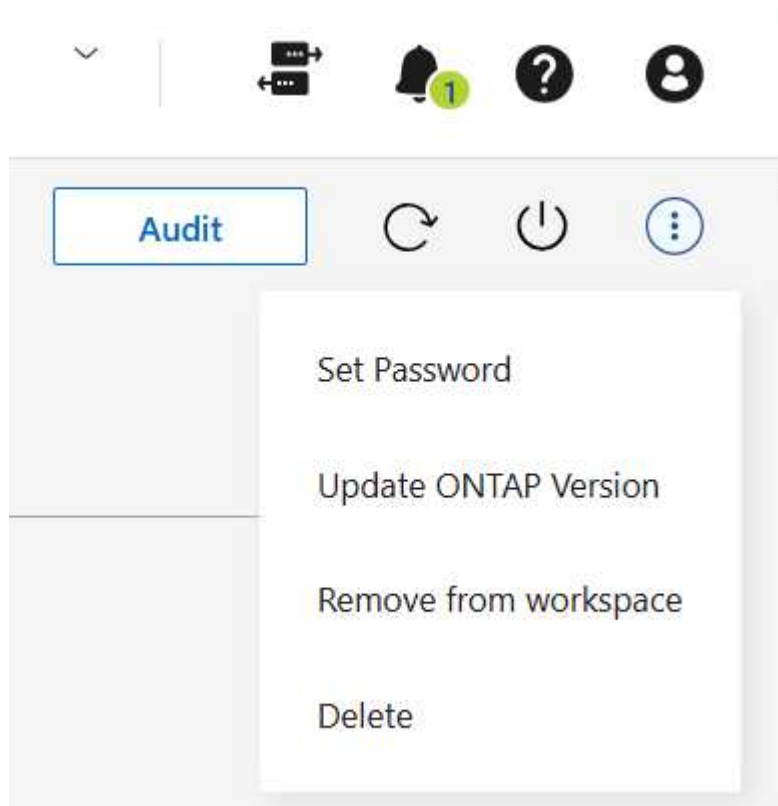 1
Audit
Set Password
Update ONTAP Version
Remove from workspace
Delete